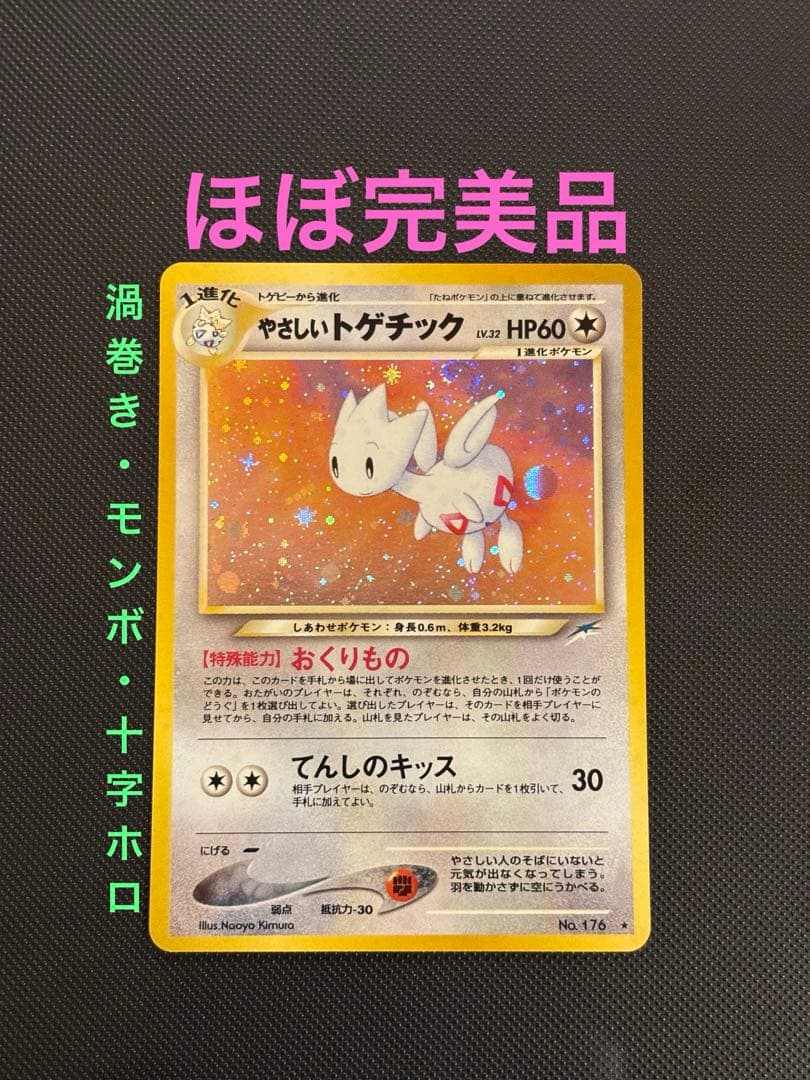 ほぼ完美品
渦巻き・モンボ・十字ホロ
1進化
トゲピーから進化
「たねポケモン」の上に重ねて進化させます。
やさしいトゲチック LV.32 HP60
1進化ポケモン
しあわせポケモン:身長0.6m、体重3.2kg
【特殊能力】おくりもの
この力は、このカードを手札から場に出してポケモンを進化させたとき、1回だけ使うことが
できる。おたがいのプレイヤーは、それぞれ、のぞむなら、自分の山札から「ポケモンの
どうぐ」を1枚選び出してよい。選び出したプレイヤーは、そのカードを相手プレイヤーに
見せてから、自分の手札に加える。山札を見たプレイヤーは、その山札をよく切る。
てんしのキッス 30
相手プレイヤーは、のぞむなら、山札からカードを1枚引いて、
手札に加えてよい。
にげる
弱点 抵抗力-30
やさしい人のそばにいないと
元気が出なくなってしまう。
羽を動かさずに空にうかべる。
Illus.Naoyo Kimura
No.176 ★